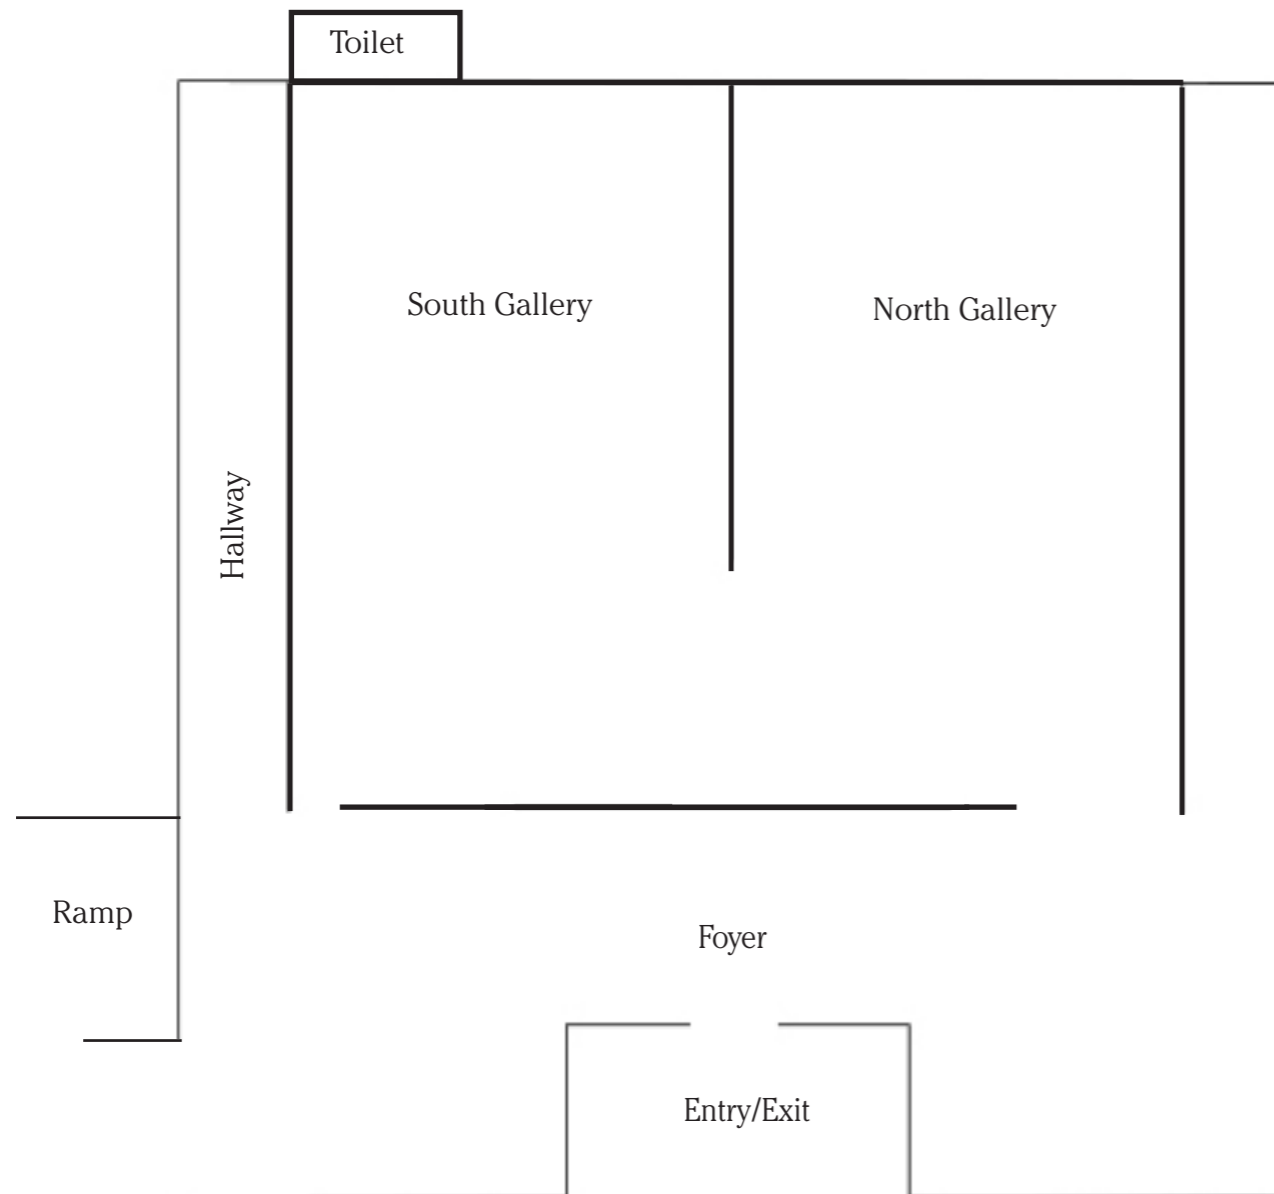 Toilet
South Gallery
North Gallery
Hallway
Ramp
Foyer
Entry/Exit